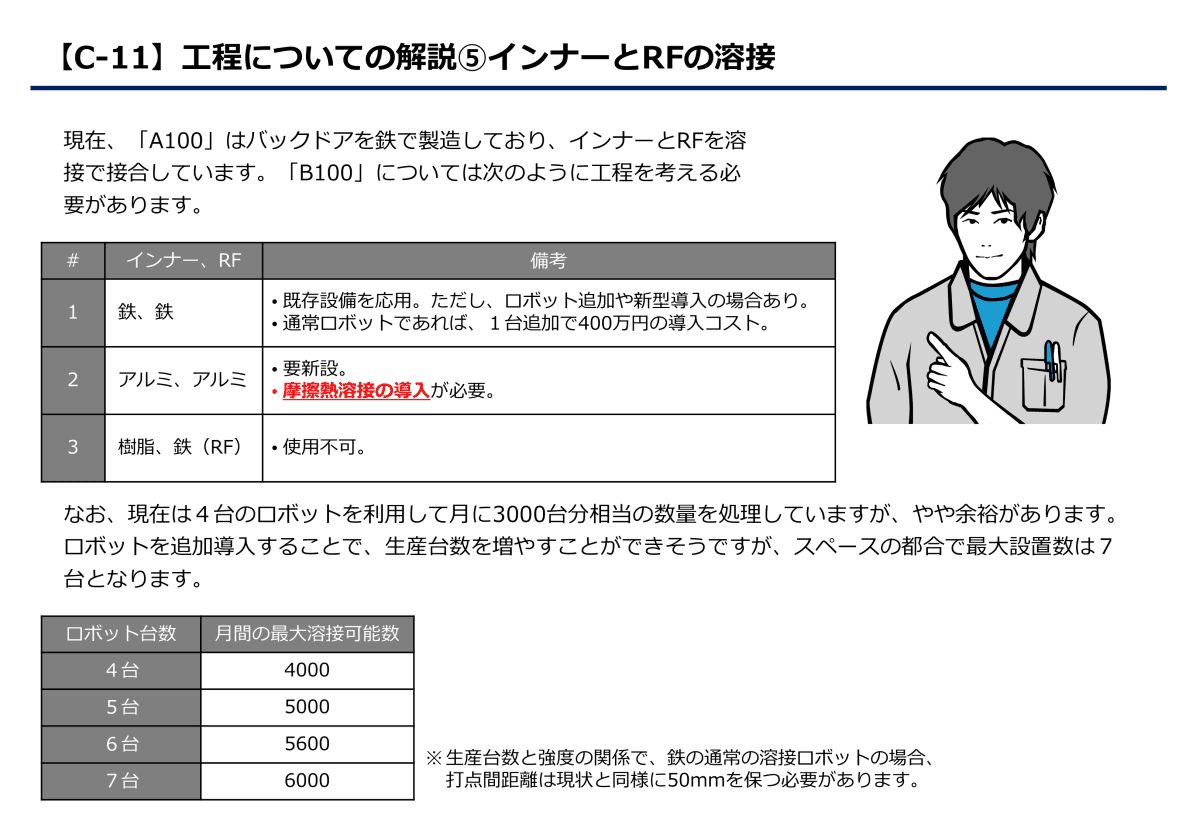 【C-11】工程についての解説⑤インナーとRFの溶接
現在、「A100」はバックドアを鉄で製造しており、インナーとRFを溶
接で接合しています。「B100」については次のように工程を考える必
要があります。
# インナー、RF 備考
1 鉄、鉄
• 既存設備を応用。ただし、ロボット追加や新型導入の場合あり。
• 通常ロボットであれば、１台追加で400万円の導入コスト。
2 アルミ、アルミ
• 要新設。
• 摩擦熱溶接の導入が必要。
3 樹脂、鉄（RF） • 使用不可。
なお、現在は４台のロボットを利用して月に3000台分相当の数量を処理していますが、やや余裕があります。
ロボットを追加導入することで、生産台数を増やすことができそうですが、スペースの都合で最大設置数は７
台となります。
ロボット台数 月間の最大溶接可能数
４台 4000
５台 5000
６台 5600
７台 6000
※ 生産台数と強度の関係で、鉄の通常の溶接ロボットの場合、
打点間距離は現状と同様に50mmを保つ必要があります。